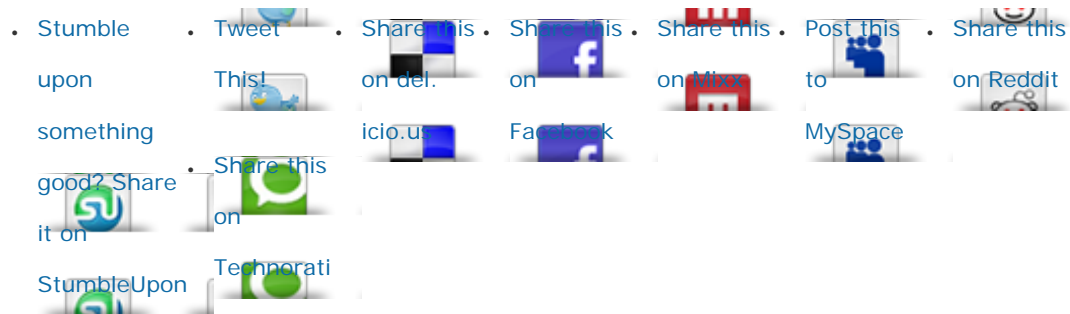 Stumble
upon
something
good? Share
it on
StumbleUpon
Tweet
This!
Share this
on del.
icio.us
Share this
on
Facebook
Share this
on Mixx
Post this
to
MySpace
Share this
on Reddit
Share this
on
Technorati